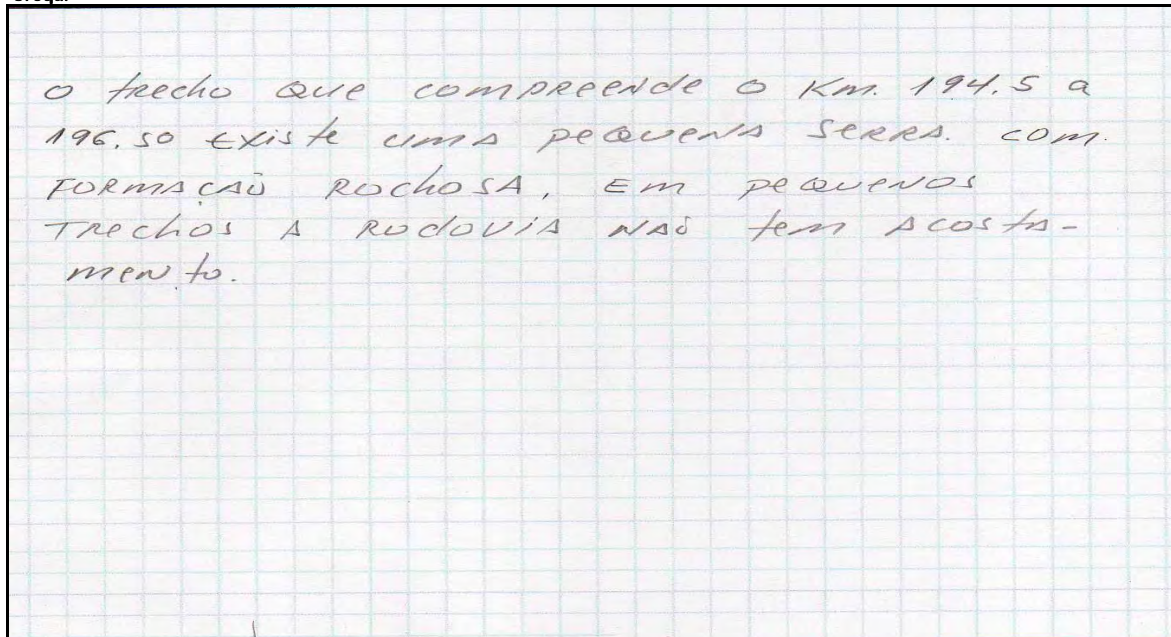 O trecho que compreende o Km. 194.5 a
196.50 existe uma pequena serra. com.
formação rochosa, em pequenos
trechos a rodovia não tem acosta-
mento.